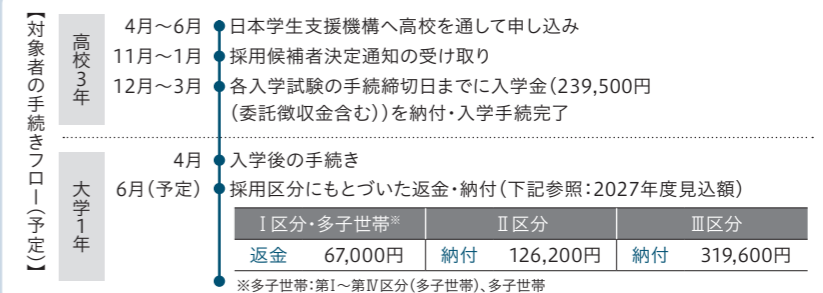 【対象者の手続きフロー(予定)】
高校3年
4月～6月 日本学生支援機構へ高校を通して申し込み
11月～1月 採用候補者決定通知の受け取り
12月～3月 各入学試験の手続締切日までに入学金(239,500円
(委託徴収金含む))を納付・入学手続完了
大学1年
4月 入学後の手続き
6月(予定) 採用区分にもとづいた返金・納付(下記参照:2027年度見込額)
Ⅰ区分・多子世帯※ Ⅱ区分 Ⅲ区分
返金 67,000円 納付 126,200円 納付 319,600円
※多子世帯:第Ⅰ～第Ⅳ区分(多子世帯)、多子世帯